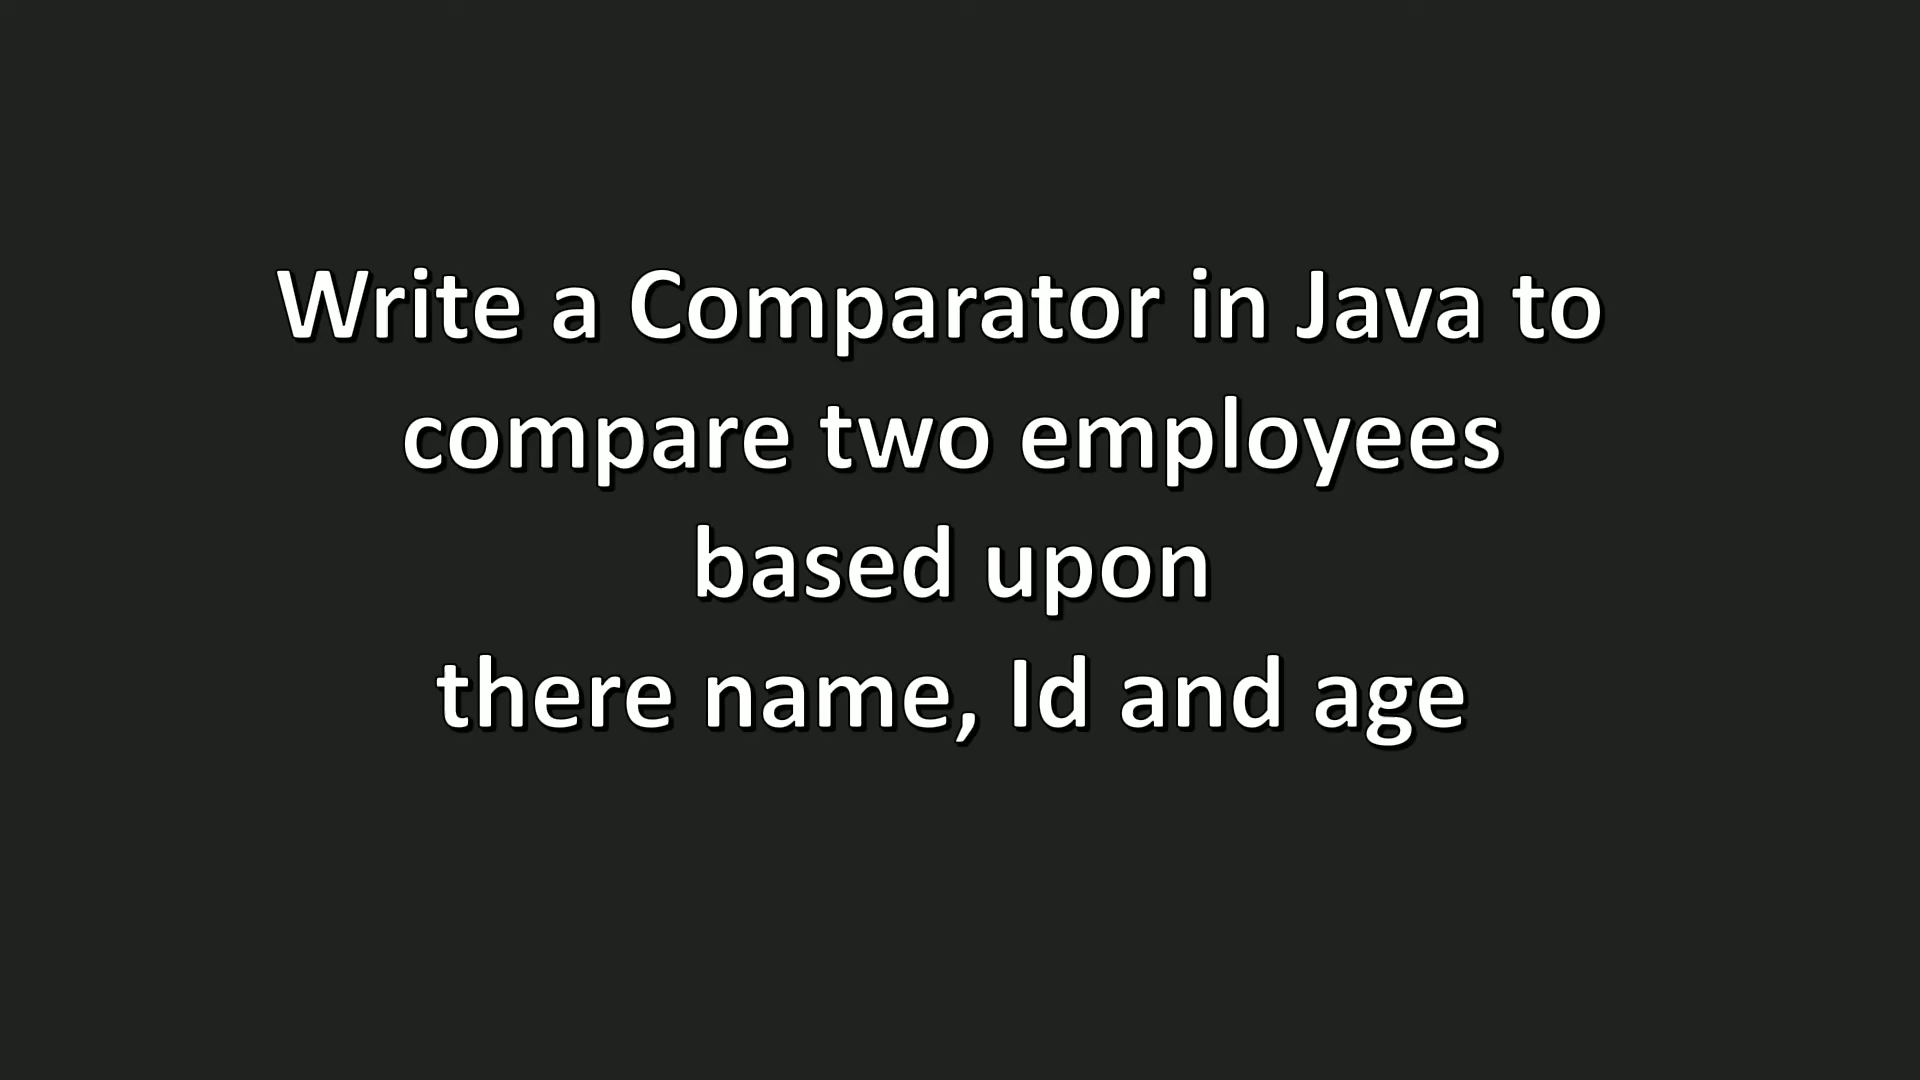 Write a Comparator in Java to
compare two employees
based upon
there name, Id and age